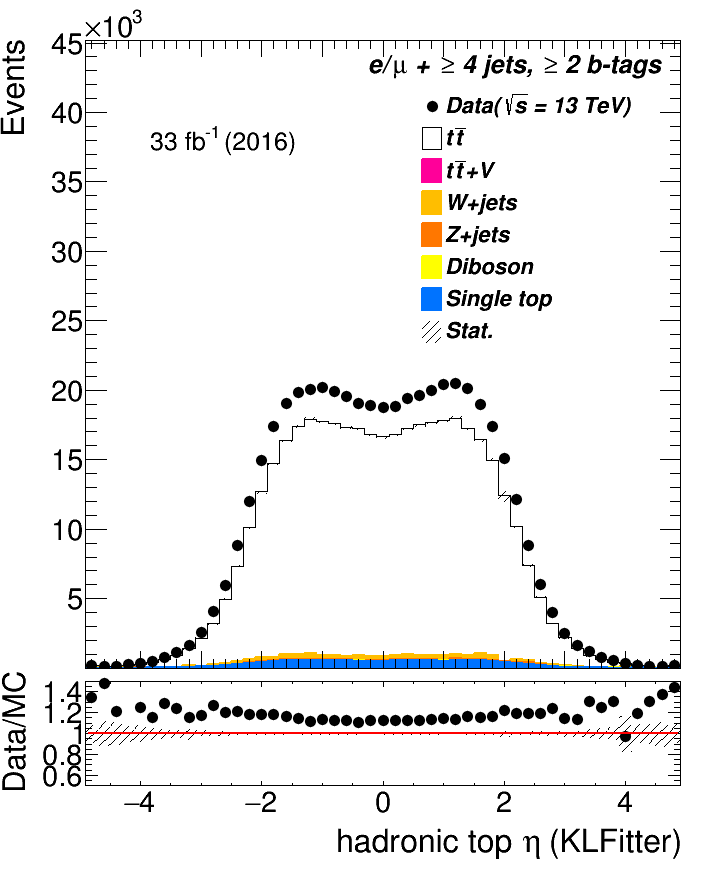 ×10³
Events
45
40
35
30
25
20
15
10
5
e/μ + ≥ 4 jets, ≥ 2 b-tags
33 fb⁻¹ (2016)
Data(√s = 13 TeV)
tt̅
tt̅+V
W+jets
Z+jets
Diboson
Single top
Stat.
Data/MC
1.4
1.2
1
0.8
0.6
−4 −2 0 2 4
hadronic top η (KLFitter)